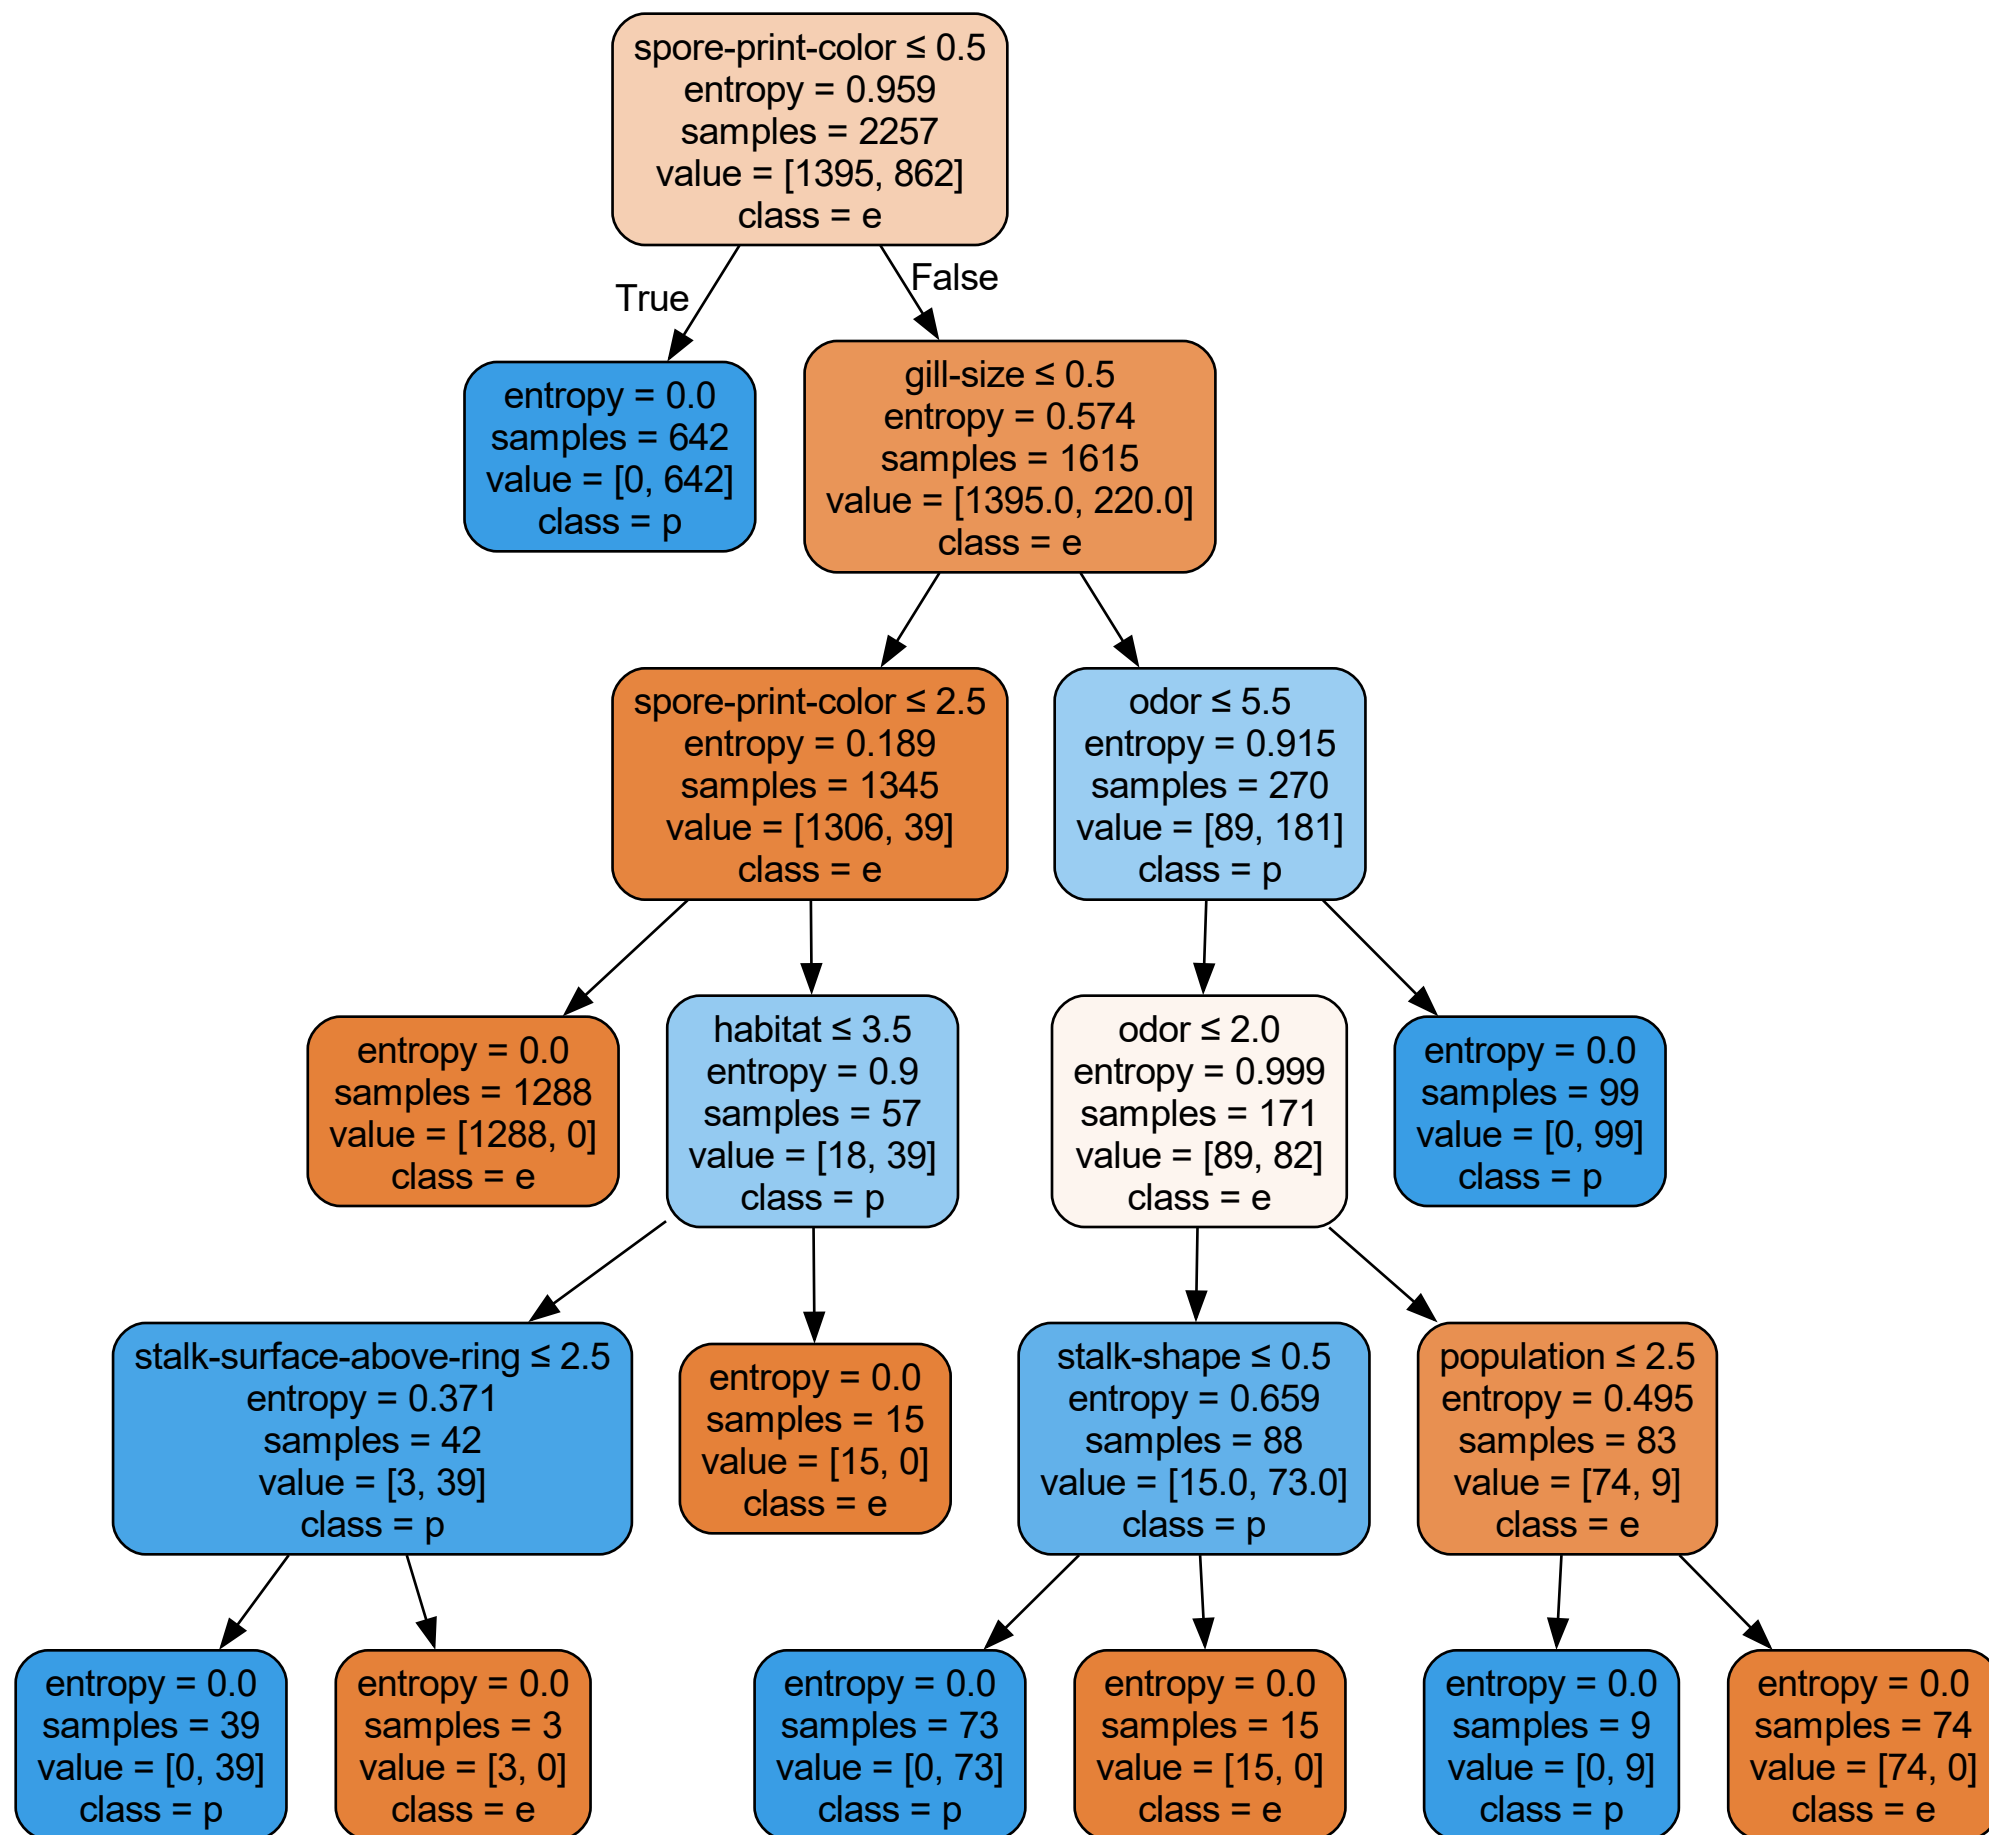 spore-print-color ≤ 0.5
entropy = 0.959
samples = 2257
value = [1395, 862]
class = e
True
False
entropy = 0.0
samples = 642
value = [0, 642]
class = p
gill-size ≤ 0.5
entropy = 0.574
samples = 1615
value = [1395.0, 220.0]
class = e
spore-print-color ≤ 2.5
entropy = 0.189
samples = 1345
value = [1306, 39]
class = e
odor ≤ 5.5
entropy = 0.915
samples = 270
value = [89, 181]
class = p
entropy = 0.0
samples = 1288
value = [1288, 0]
class = e
habitat ≤ 3.5
entropy = 0.9
samples = 57
value = [18, 39]
class = p
odor ≤ 2.0
entropy = 0.999
samples = 171
value = [89, 82]
class = e
entropy = 0.0
samples = 99
value = [0, 99]
class = p
stalk-surface-above-ring ≤ 2.5
entropy = 0.371
samples = 42
value = [3, 39]
class = p
entropy = 0.0
samples = 15
value = [15, 0]
class = e
stalk-shape ≤ 0.5
entropy = 0.659
samples = 88
value = [15.0, 73.0]
class = p
population ≤ 2.5
entropy = 0.495
samples = 83
value = [74, 9]
class = e
entropy = 0.0
samples = 39
value = [0, 39]
class = p
entropy = 0.0
samples = 3
value = [3, 0]
class = e
entropy = 0.0
samples = 73
value = [0, 73]
class = p
entropy = 0.0
samples = 15
value = [15, 0]
class = e
entropy = 0.0
samples = 9
value = [0, 9]
class = p
entropy = 0.0
samples = 74
value = [74, 0]
class = e